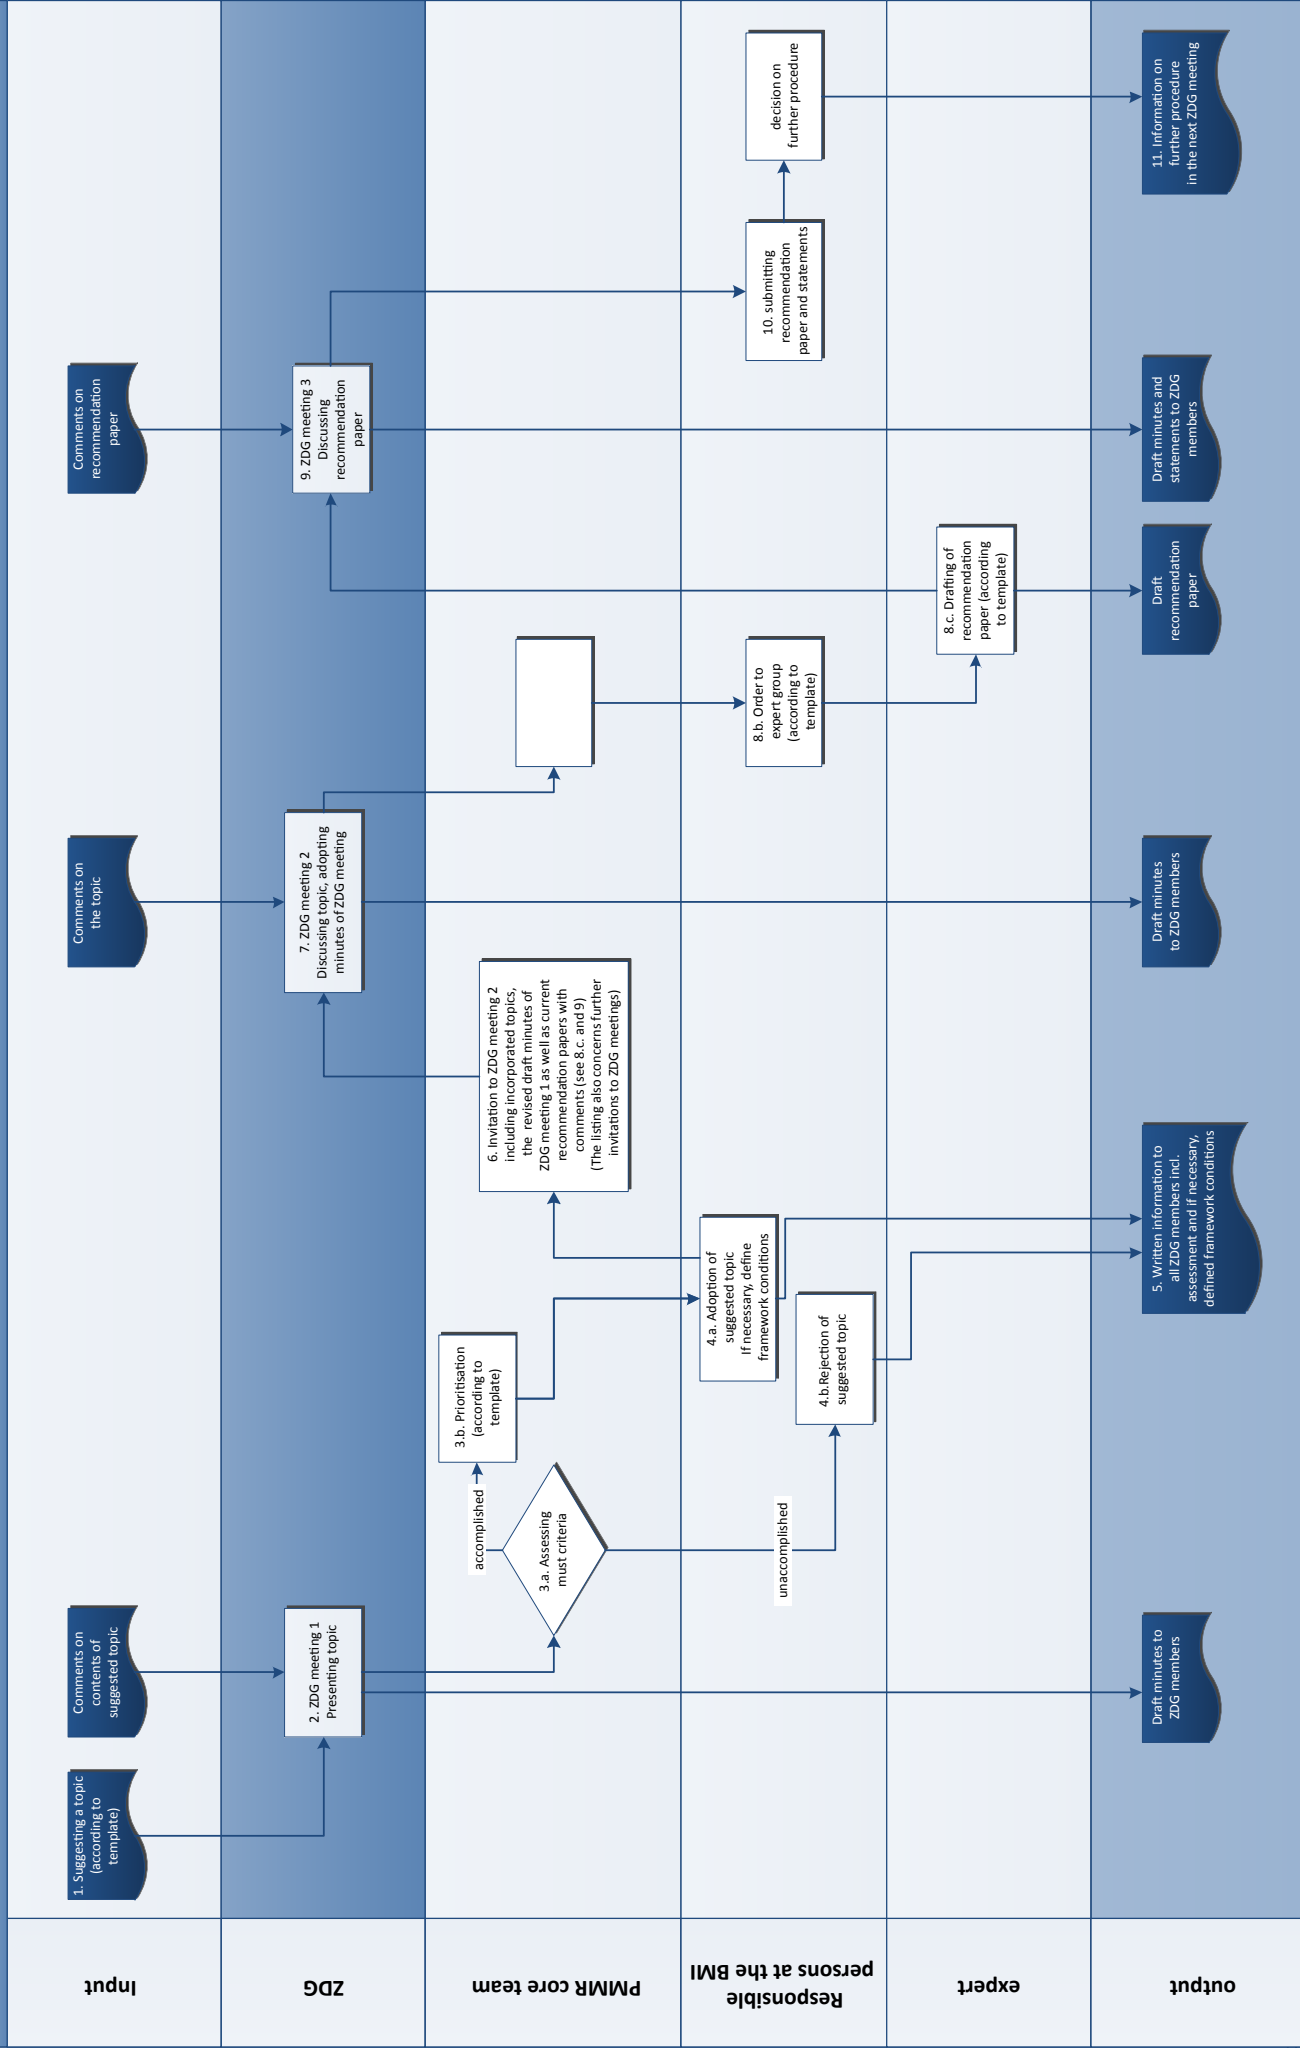 Input
1. Suggesting a topic
(according to
template)
Comments on
contents of
suggested topic
Comments on
the topic
Comments on
recommendation
paper
ZDG
2. ZDG meeting 1
Presenting topic
7. ZDG meeting 2
Discussing topic, adopting
minutes of ZDG meeting
9. ZDG meeting 3
Discussing
recommendation
paper
PMMR core team
3.a. Assessing
must criteria
accomplished
3.b. Prioritisation
(according to
template)
6. Invitation to ZDG meeting 2
including incorporated topics,
the revised draft minutes of
ZDG meeting 1 as well as current
recommendation papers with
comments (see 8.c. and 9)
(The listing also concerns further
invitations to ZDG meetings)
Responsible
persons at the BMI
unaccomplished
4.a. Adoption of
suggested topic
If necessary, define
framework conditions
4.b.Rejection of
suggested topic
8.b. Order to
expert group
(according to
template)
10. submitting
recommendation
paper and statements
decision on
further procedure
expert
8.c. Drafting of
recommendation
paper (according
to template)
output
Draft minutes to
ZDG members
5. Written information to
all ZDG members incl.
assessment and if necessary,
defined framework conditions
Draft minutes
to ZDG members
Draft
recommendation
paper
Draft minutes and
statements to ZDG
members
11. Information on
further procedure
in the next ZDG meeting